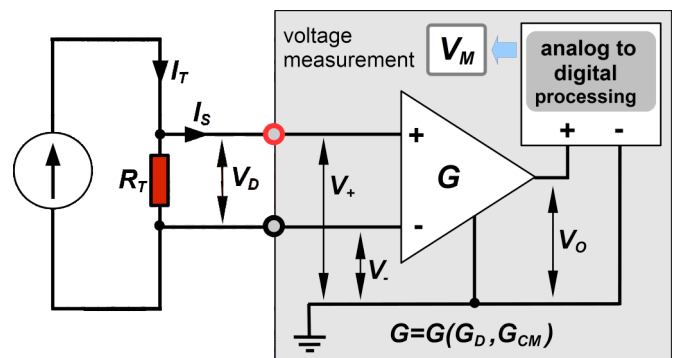 voltage
measurement
V_M
analog to
digital
processing
+ -
I_T
I_S
R_T
V_D
V_+
V_-
+
-
G
V_O
G=G(G_D,G_CM)